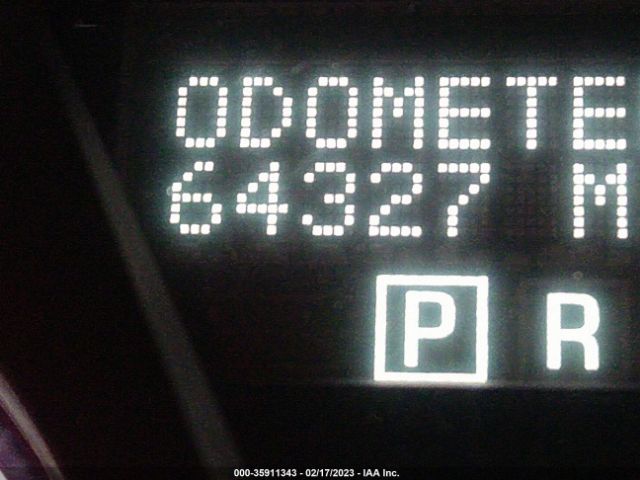 ODOMETE
64327 M
P R
000-35911343 - 02/17/2023 - IAA Inc.